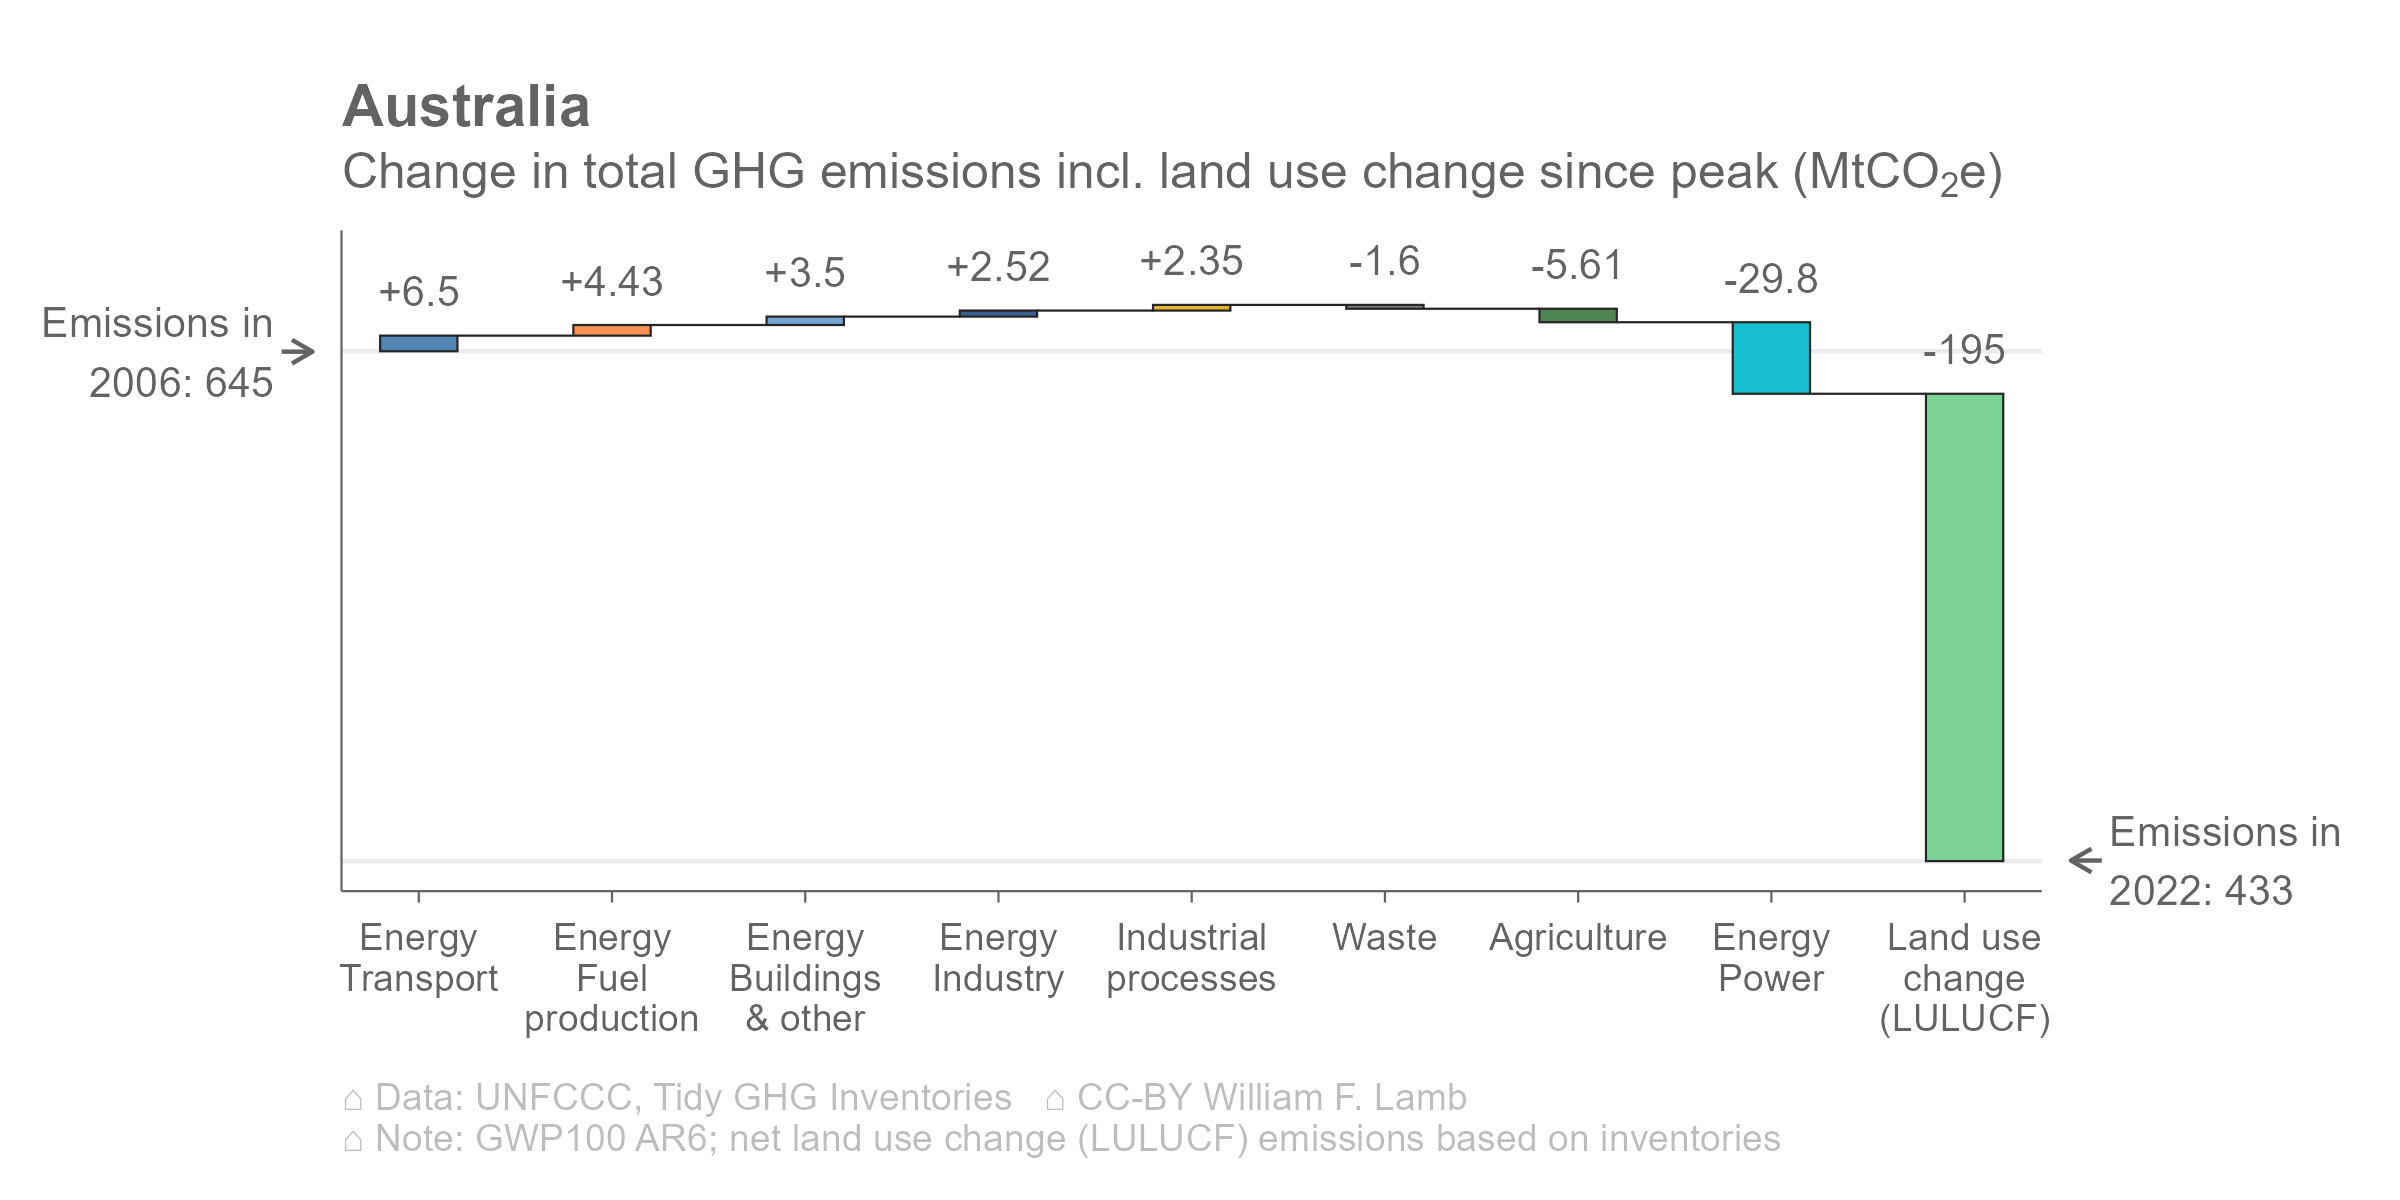 Australia
Change in total GHG emissions incl. land use change since peak (MtCO₂e)
+6.5
+4.43
+3.5
+2.52
+2.35
-1.6
-5.61
-29.8
-195
Emissions in
2006: 645
Emissions in
2022: 433
Energy
Transport
Energy
Fuel
production
Energy
Buildings
& other
Energy
Industry
Industrial
processes
Waste
Agriculture
Energy
Power
Land use
change
(LULUCF)
⌂ Data: UNFCCC, Tidy GHG Inventories ⌂ CC-BY William F. Lamb
⌂ Note: GWP100 AR6; net land use change (LULUCF) emissions based on inventories